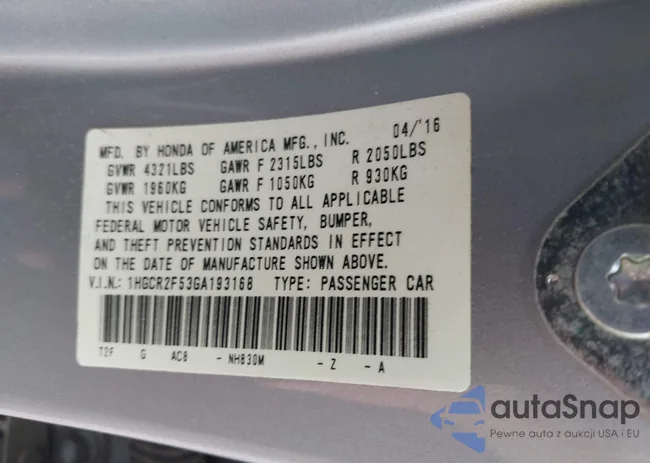 MFD. BY HONDA OF AMERICA MFG., INC. 04/'16
GVWR 4321LBS GAWR F 2315LBS R 2050LBS
GVWR 1960KG GAWR F 1050KG R 930KG
THIS VEHICLE CONFORMS TO ALL APPLICABLE
FEDERAL MOTOR VEHICLE SAFETY, BUMPER,
AND THEFT PREVENTION STANDARDS IN EFFECT
ON THE DATE OF MANUFACTURE SHOWN ABOVE.
V.I.N.: 1HGCR2F53GA193168 TYPE: PASSENGER CAR
T2F G AC8 - NH830M - Z - A
autaSnap
Pewne auta z aukcji USA i EU